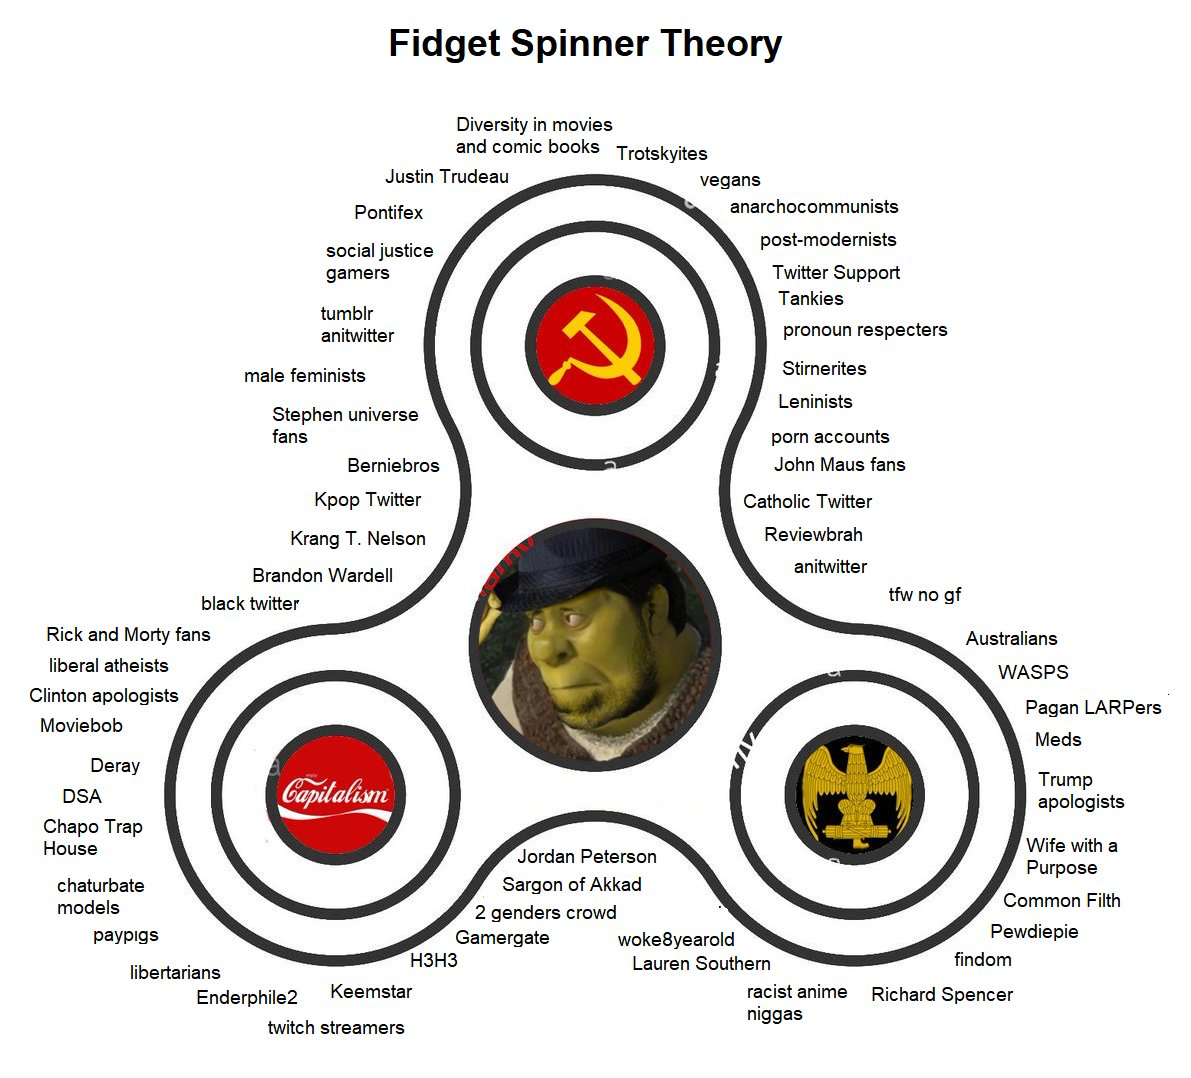 Fidget Spinner Theory
Diversity in movies
and comic books
Trotskyites
Justin Trudeau
vegans
Pontifex
anarchocommunists
post-modernists
social justice
gamers
Twitter Support
Tankies
tumblr
anitwitter
pronoun respecters
male feminists
Stirnerites
Leninists
Stephen universe
fans
porn accounts
Berniebros
John Maus fans
Kpop Twitter
Catholic Twitter
Krang T. Nelson
Reviewbrah
anitwitter
Brandon Wardell
black twitter
tfw no gf
Rick and Morty fans
Australians
liberal atheists
WASPS
Clinton apologists
Pagan LARPers
Moviebob
Meds
Deray
Trump
apologists
enjoy
Capitalism
DSA
Chapo Trap
House
Wife with a
Purpose
Jordan Peterson
chaturbate
models
Sargon of Akkad
Common Filth
2 genders crowd
paypigs
Gamergate
woke8yearold
Pewdiepie
H3H3
Lauren Southern
findom
libertarians
Enderphile2
Keemstar
racist anime
niggas
Richard Spencer
twitch streamers